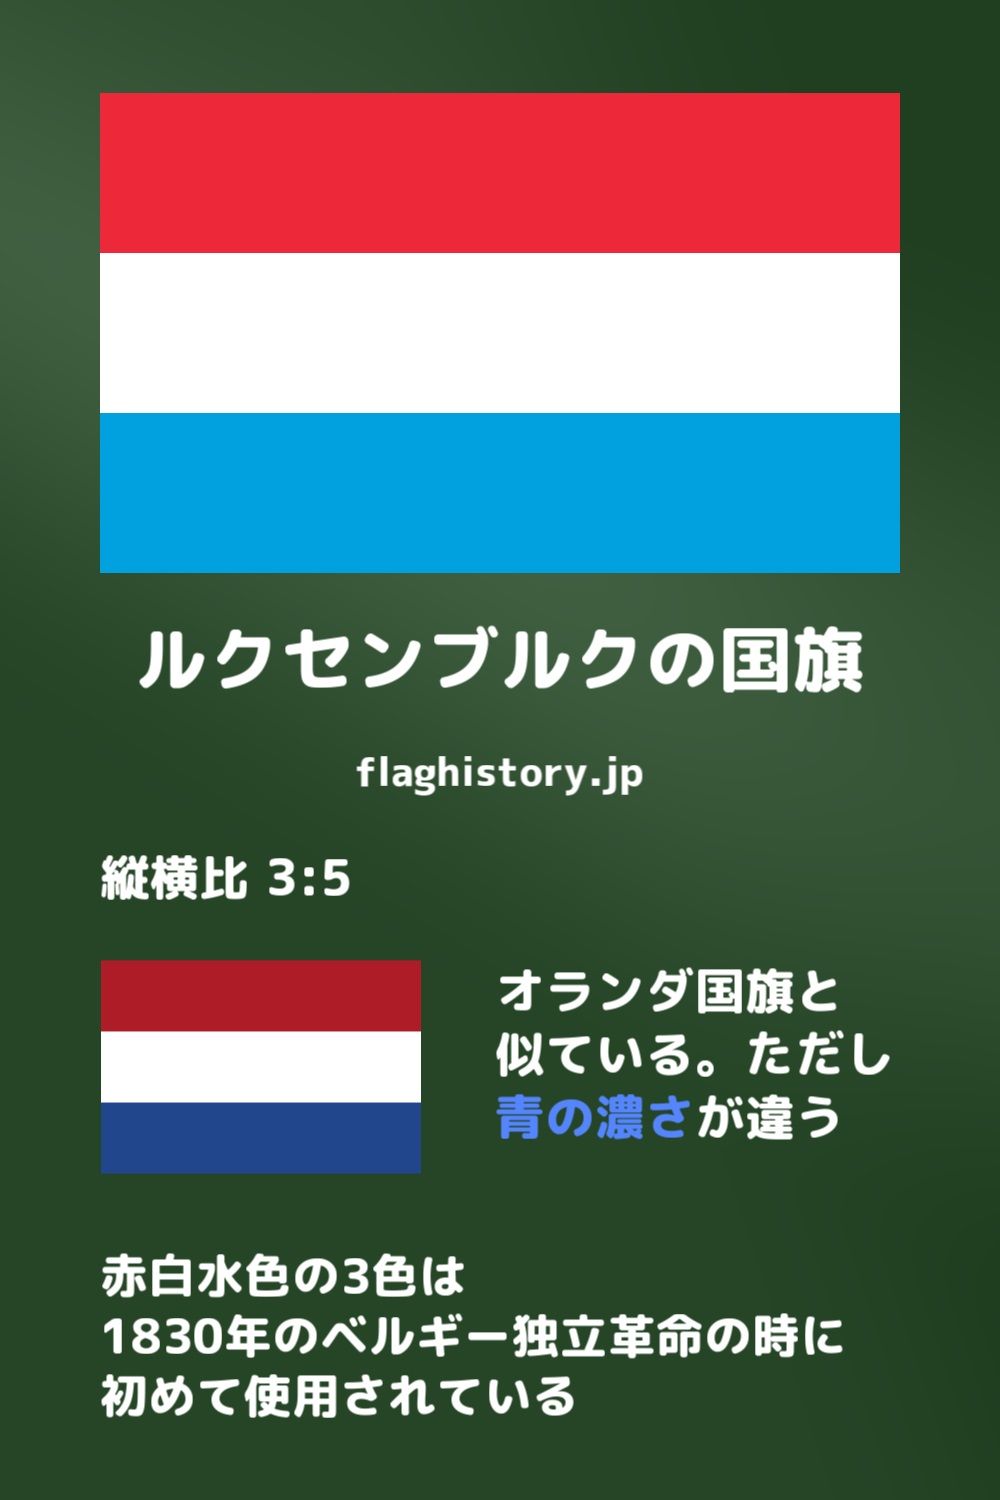 ルクセンブルクの国旗
flaghistory.jp
縦横比 3:5
オランダ国旗と
似ている。ただし
青の濃さが違う
赤白水色の3色は
1830年のベルギー独立革命の時に
初めて使用されている